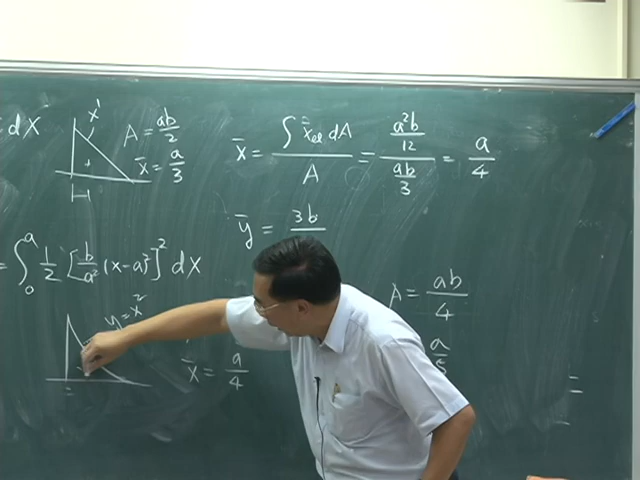 dX
x'
A = ab/2
x̄ = a/3
x̄ = ∫ x̄el dA / A = (a²b/12) / (ab/3) = a/4
ȳ = 3b/
= ∫₀ᵃ 1/2 [b/a² (x-a)²]² dX
y = x²
x̄ = a/4
A = ab/4
a/5
=